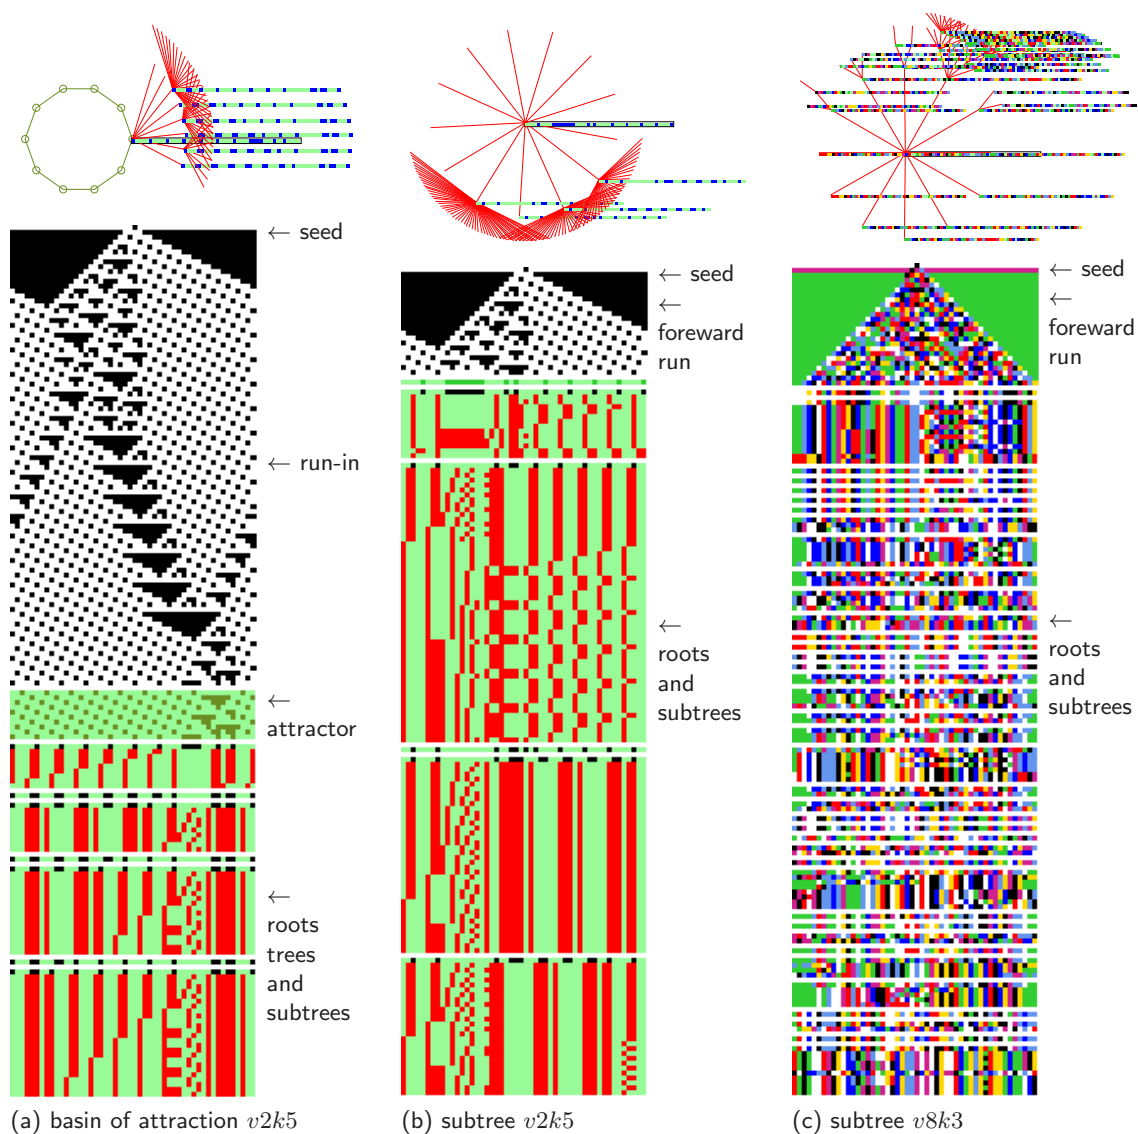 ← seed
← run-in
←
attractor
←
roots
trees
and
subtrees
(a) basin of attraction v2k5
← seed
←
foreward
run
←
roots
and
subtrees
(b) subtree v2k5
← seed
←
foreward
run
←
roots
and
subtrees
(c) subtree v8k3